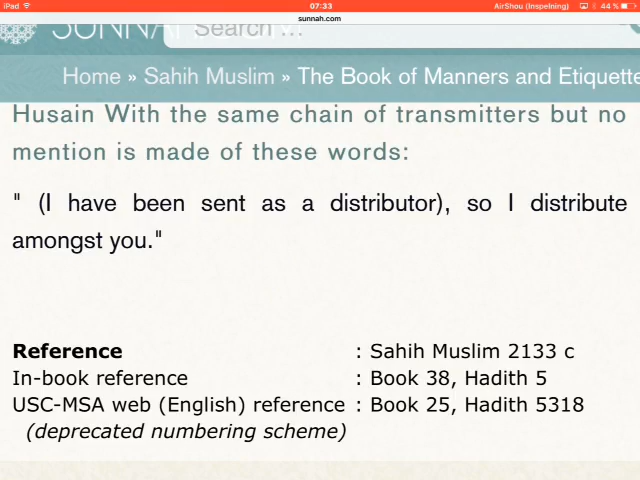 iPad 07:33 AirShou (Inspelning) 44 %
sunnah.com
Search ...
Home » Sahih Muslim » The Book of Manners and Etiquette
Husain With the same chain of transmitters but no
mention is made of these words:
" (I have been sent as a distributor), so I distribute
amongst you."
Reference : Sahih Muslim 2133 c
In-book reference : Book 38, Hadith 5
USC-MSA web (English) reference : Book 25, Hadith 5318
(deprecated numbering scheme)